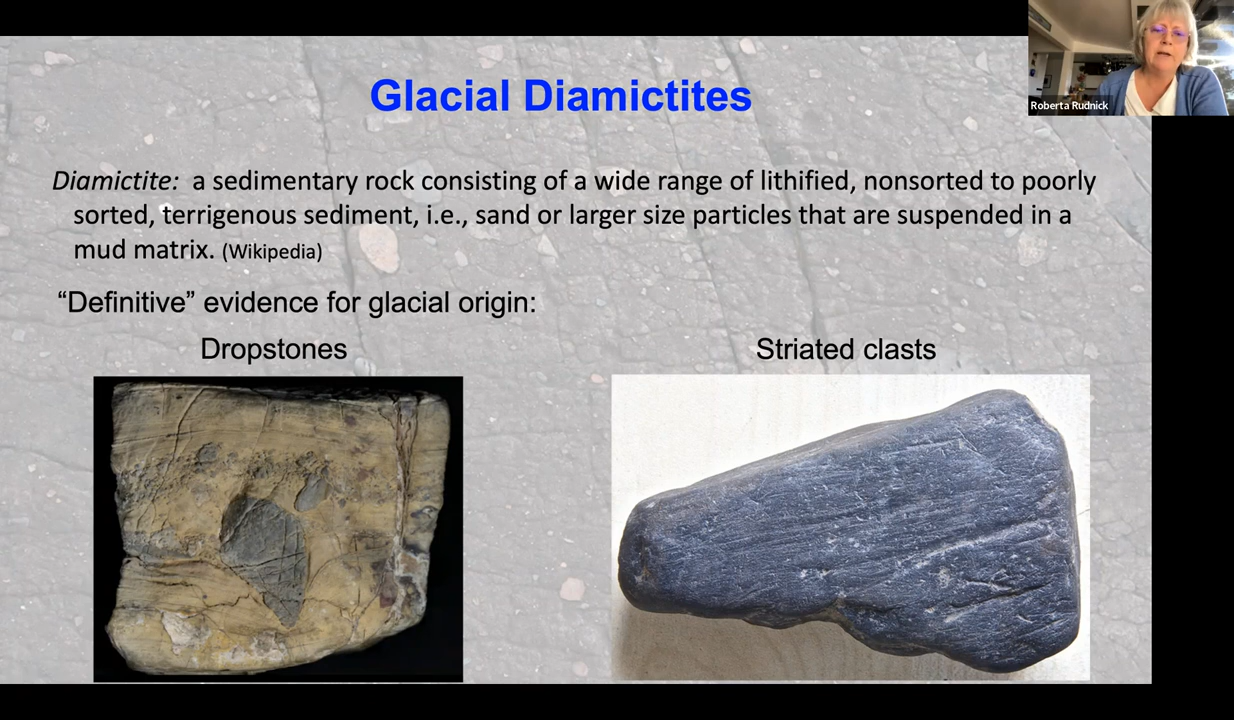 Glacial Diamictites
Roberta Rudnick
Diamictite: a sedimentary rock consisting of a wide range of lithified, nonsorted to poorly
sorted, terrigenous sediment, i.e., sand or larger size particles that are suspended in a
mud matrix. (Wikipedia)
“Definitive” evidence for glacial origin:
Dropstones
Striated clasts